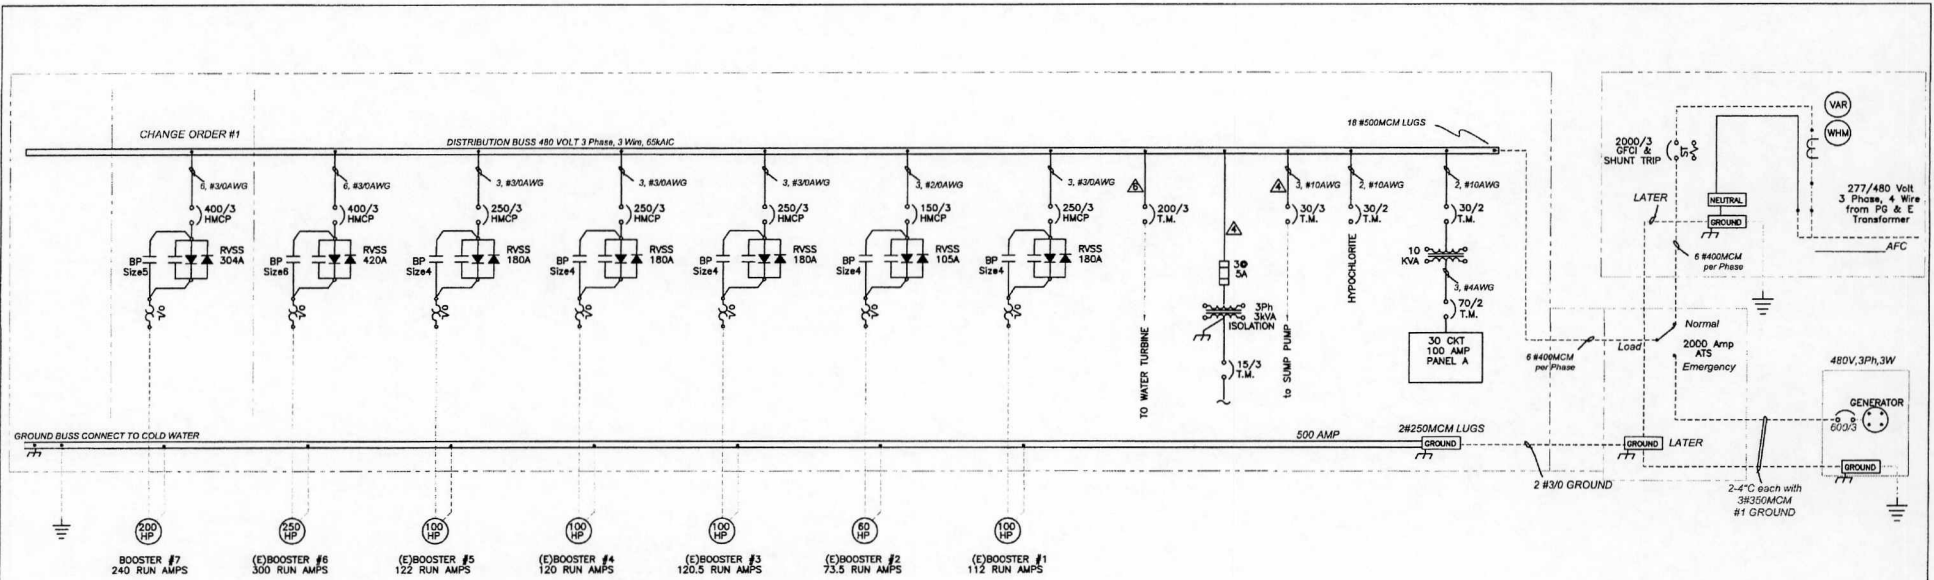 CHANGE ORDER #1
DISTRIBUTION BUSS 480 VOLT 3 Phase, 3 Wire, 65kAIC
18 #500MCM LUGS
6, #3/0AWG
400/3
HMCP
BP
Size5
RVSS
304A
OL
6, #3/0AWG
400/3
HMCP
BP
Size6
RVSS
420A
OL
3, #3/0AWG
250/3
HMCP
BP
Size4
RVSS
180A
OL
3, #3/0AWG
250/3
HMCP
BP
Size4
RVSS
180A
OL
3, #3/0AWG
250/3
HMCP
BP
Size4
RVSS
180A
OL
3, #2/0AWG
150/3
HMCP
BP
Size4
RVSS
105A
OL
3, #3/0AWG
250/3
HMCP
BP
Size4
RVSS
180A
OL
6
200/3
T.M.
TO WATER TURBINE
4
3@
5A
3Ph
3kVA
ISOLATION
15/3
T.M.
4
3, #10AWG
30/3
T.M.
to SUMP PUMP
2, #10AWG
30/2
T.M.
HYPOCHLORITE
2, #10AWG
30/2
T.M.
10
KVA
3, #4AWG
70/2
T.M.
30 CKT
100 AMP
PANEL A
VAR
WHM
2000/3
GFCI &
SHUNT TRIP
ST
LATER
NEUTRAL
GROUND
277/480 Volt
3 Phase, 4 Wire
from PG & E
Transformer
AFC
6 #400MCM
per Phase
6 #400MCM
per Phase
Load
Normal
2000 Amp
ATS
Emergency
480V,3Ph,3W
GENERATOR
600/3
GROUND
GROUND BUSS CONNECT TO COLD WATER
500 AMP
2#250MCM LUGS
GROUND
GROUND
LATER
2 #3/0 GROUND
2-4"C each with
3#350MCM
#1 GROUND
200
HP
BOOSTER #7
240 RUN AMPS
250
HP
(E)BOOSTER #6
300 RUN AMPS
100
HP
(E)BOOSTER #5
122 RUN AMPS
100
HP
(E)BOOSTER #4
120 RUN AMPS
100
HP
(E)BOOSTER #3
120.5 RUN AMPS
60
HP
(E)BOOSTER #2
73.5 RUN AMPS
100
HP
(E)BOOSTER #1
112 RUN AMPS